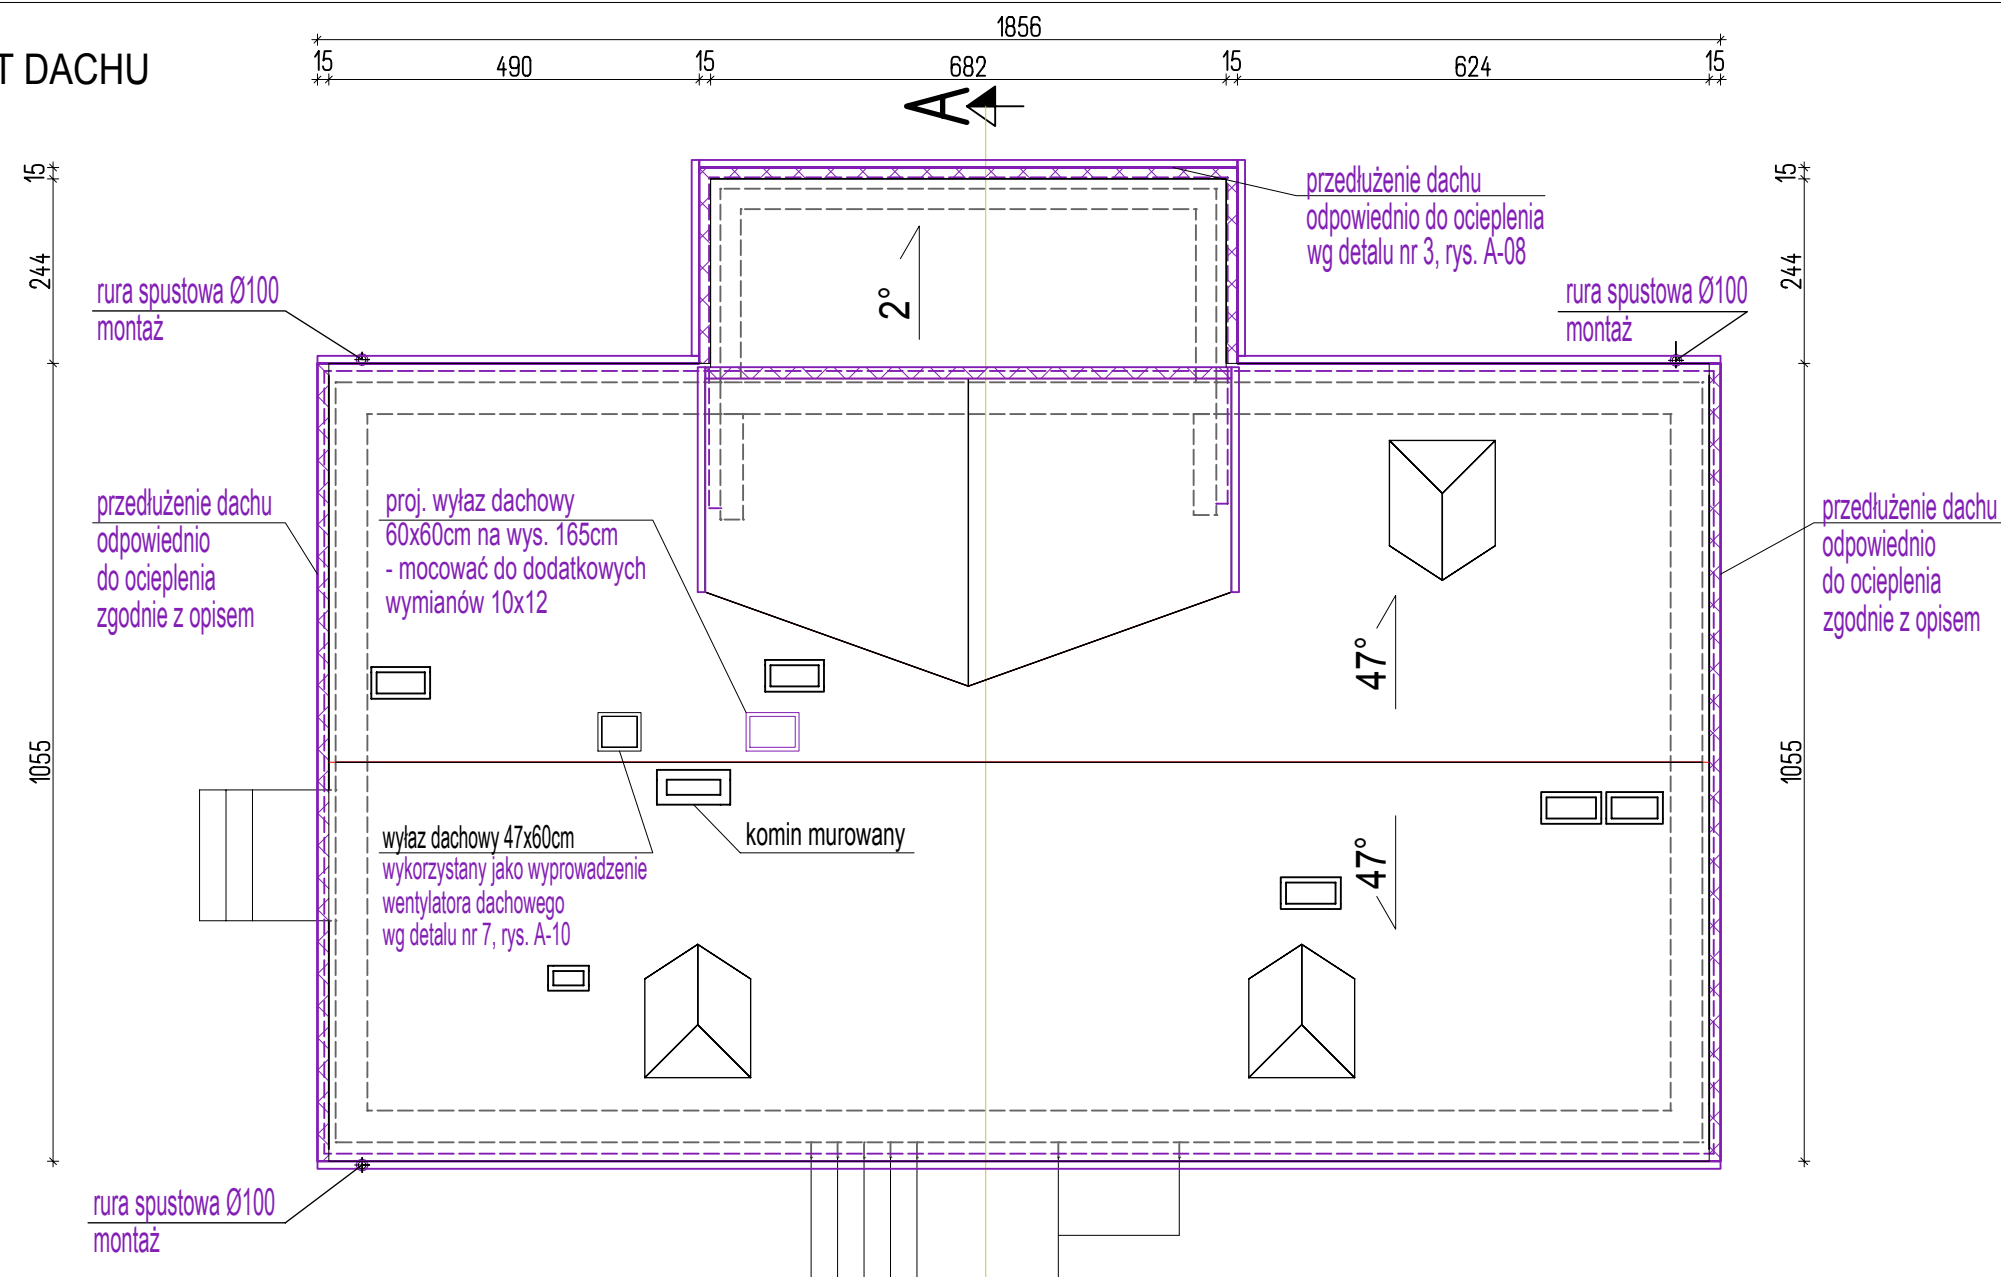 T DACHU
1856
15
490
15
682
15
624
15
A
15
244
1055
15
244
1055
przedłużenie dachu
odpowiednio do ocieplenia
wg detalu nr 3, rys. A-08
rura spustowa Ø100
montaż
rura spustowa Ø100
montaż
2°
przedłużenie dachu
odpowiednio
do ocieplenia
zgodnie z opisem
proj. wyłaz dachowy
60x60cm na wys. 165cm
- mocować do dodatkowych
wymianów 10x12
przedłużenie dachu
odpowiednio
do ocieplenia
zgodnie z opisem
47°
47°
wyłaz dachowy 47x60cm
wykorzystany jako wyprowadzenie
wentylatora dachowego
wg detalu nr 7, rys. A-10
komin murowany
rura spustowa Ø100
montaż